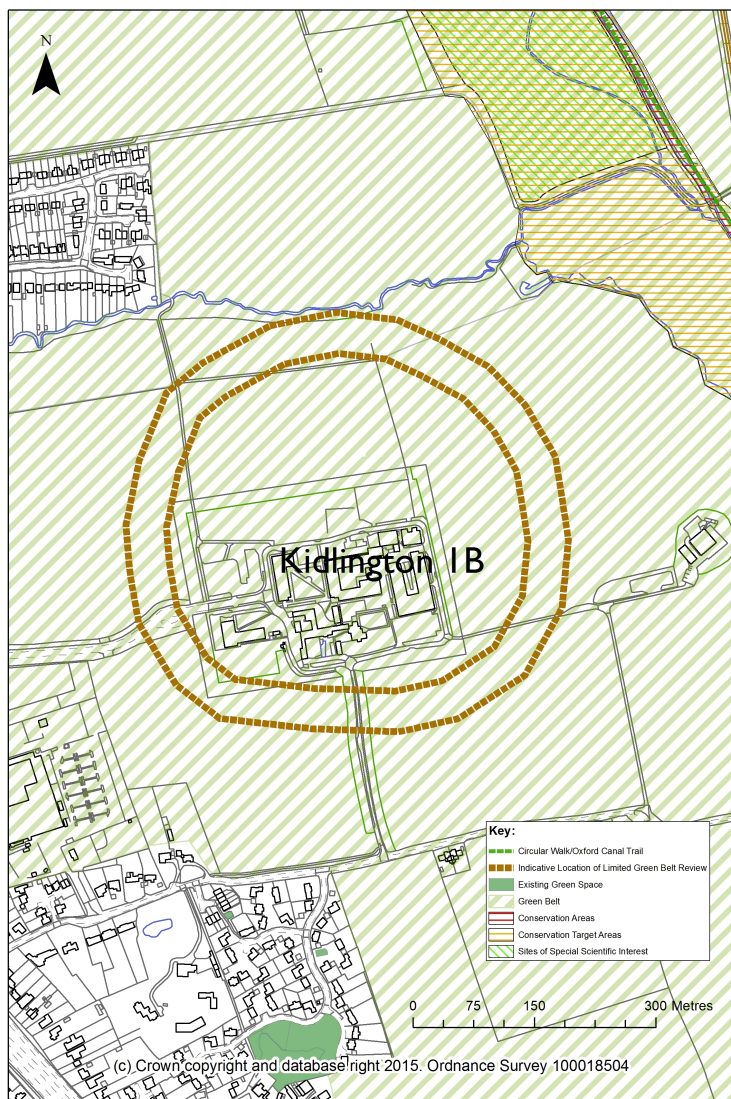 N
Kidlington 1B
Key:
Circular Walk/Oxford Canal Trail
Indicative Location of Limited Green Belt Review
Existing Green Space
Green Belt
Conservation Areas
Conservation Target Areas
Sites of Special Scientific Interest
0 75 150 300 Metres
(c) Crown copyright and database right 2015. Ordnance Survey 100018504